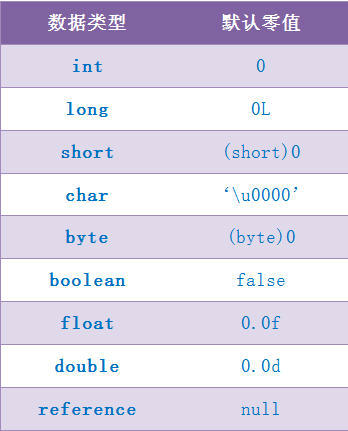 数据类型 默认零值
int 0
long 0L
short (short)0
char ‘\u0000’
byte (byte)0
boolean false
float 0.0f
double 0.0d
reference null